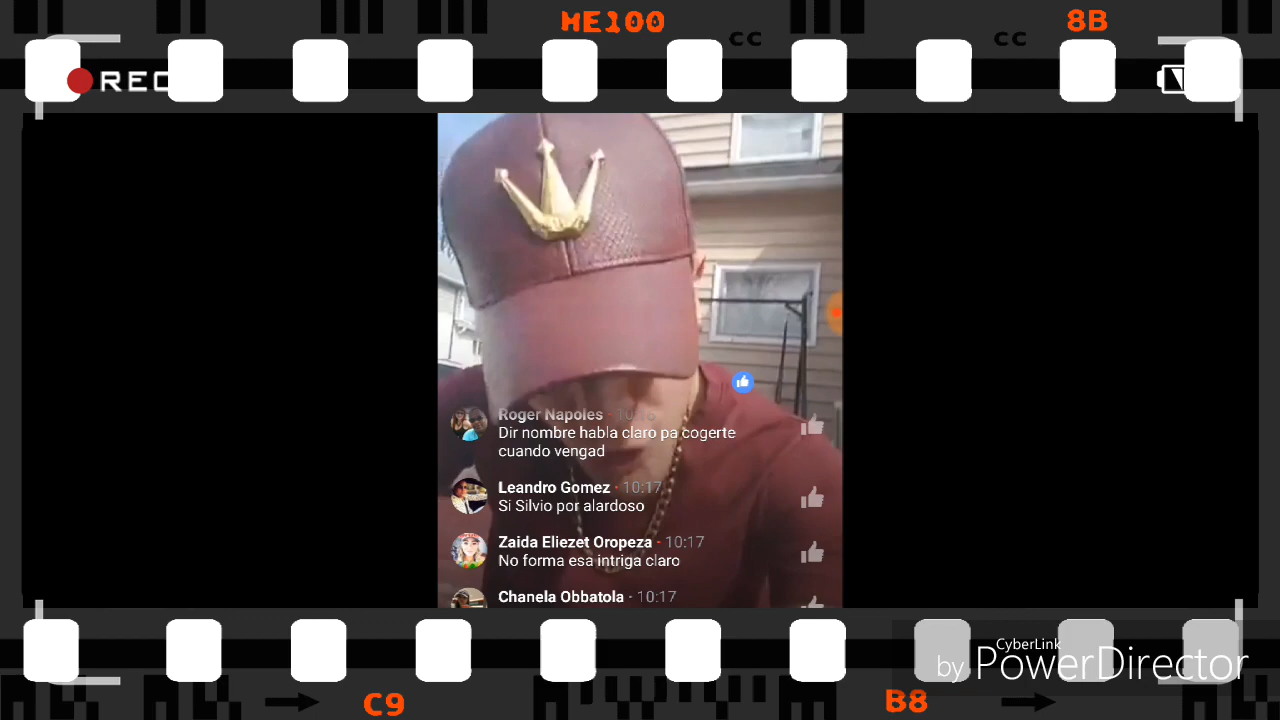 ME100
8B
cc
cc
REC
Roger Napoles
Dir nombre habla claro pa cogerte
cuando vengad
Leandro Gomez · 10:17
Si Silvio por alardoso
Zaida Eliezet Oropeza · 10:17
No forma esa intriga claro
Chanela Obbatola · 10:17
CyberLink
by PowerDirector
C9
B8